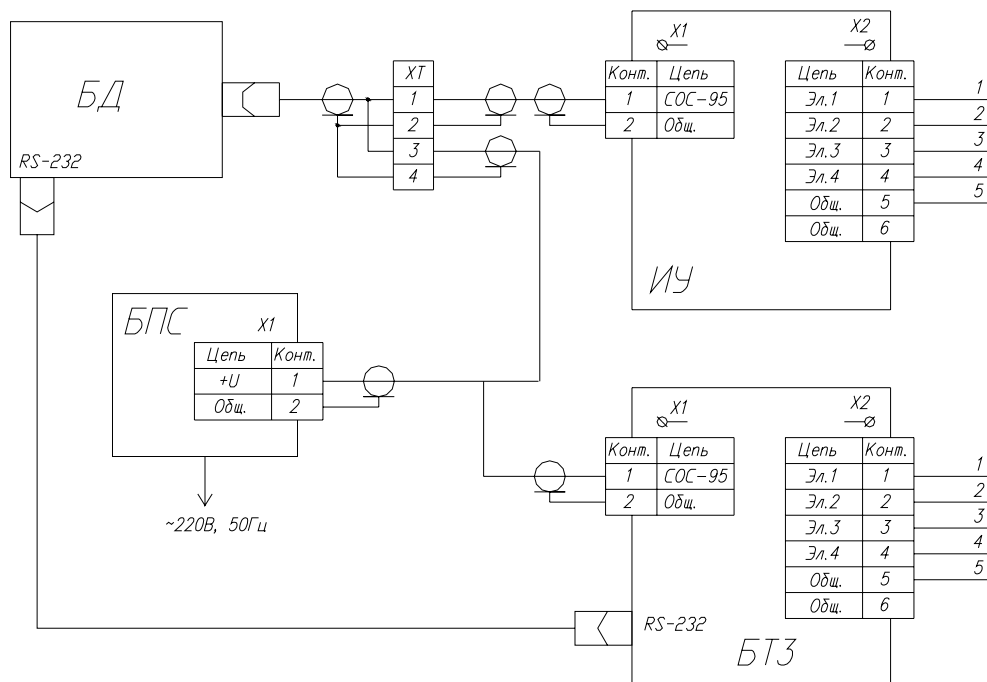 БД
RS-232
XT
1
2
3
4
X1
X2
Конт. Цепь
1 СОС-95
2 Общ.
Цепь Конт.
Эл.1 1
Эл.2 2
Эл.3 3
Эл.4 4
Общ. 5
Общ. 6
1
2
3
4
5
ИУ
БПС
X1
Цепь Конт.
+U 1
Общ. 2
~220В, 50Гц
X1
X2
Конт. Цепь
1 СОС-95
2 Общ.
Цепь Конт.
Эл.1 1
Эл.2 2
Эл.3 3
Эл.4 4
Общ. 5
Общ. 6
1
2
3
4
5
RS-232
БТЗ